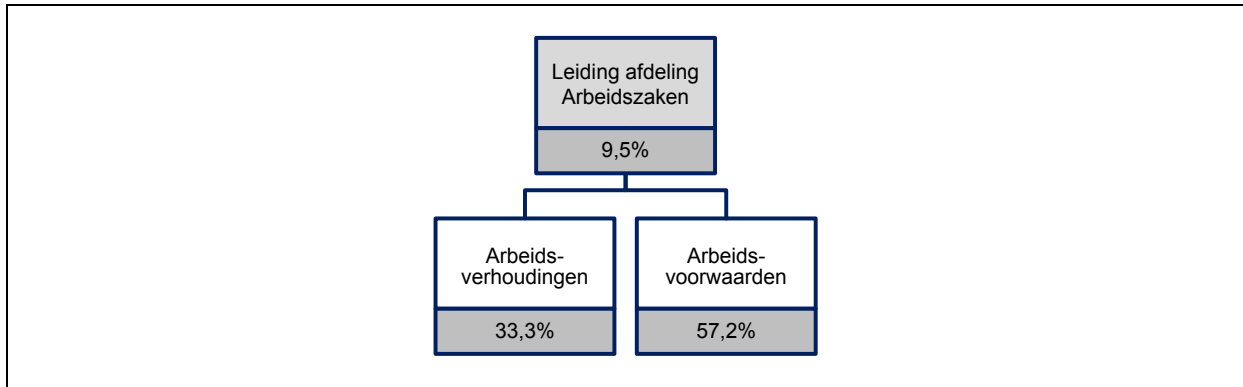 Leiding afdeling
Arbeidszaken
9,5%
Arbeids-
verhoudingen
33,3%
Arbeids-
voorwaarden
57,2%